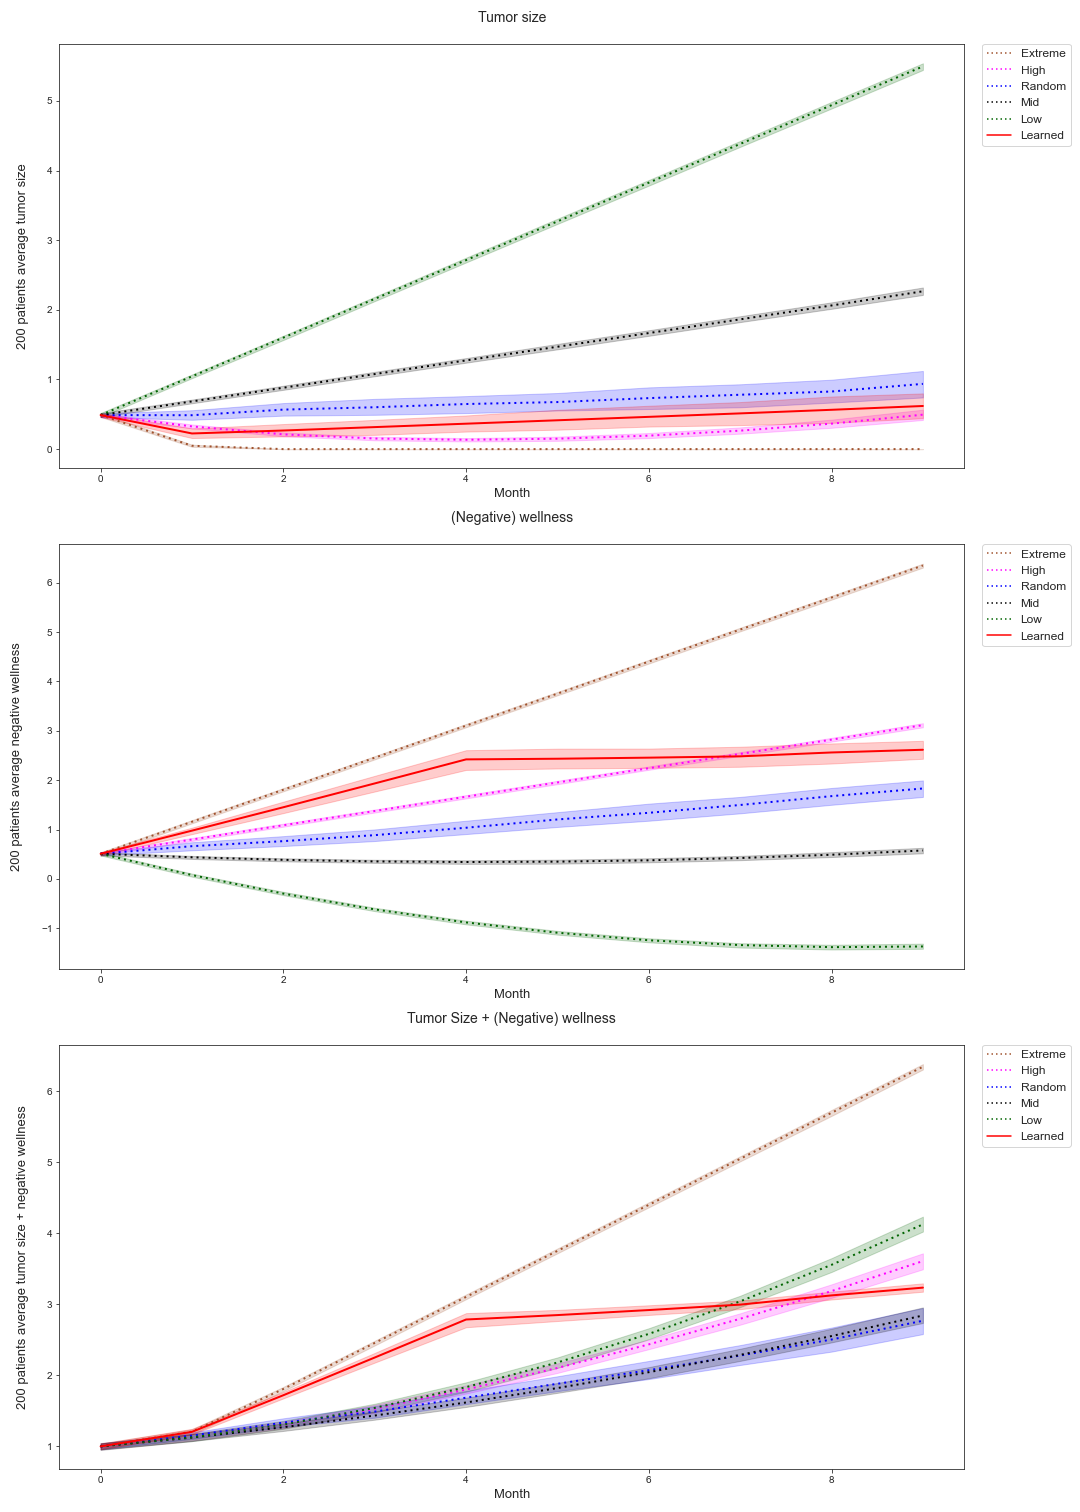 Tumor size
200 patients average tumor size
5
4
3
2
1
0
0 2 4 6 8
Month
Extreme
High
Random
Mid
Low
Learned
(Negative) wellness
200 patients average negative wellness
6
5
4
3
2
1
0
−1
0 2 4 6 8
Month
Extreme
High
Random
Mid
Low
Learned
Tumor Size + (Negative) wellness
200 patients average tumor size + negative wellness
6
5
4
3
2
1
0 2 4 6 8
Month
Extreme
High
Random
Mid
Low
Learned